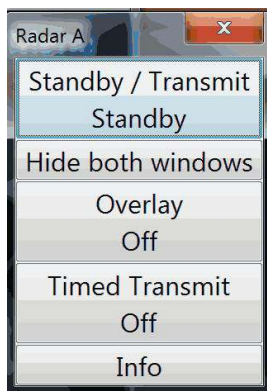 Radar A
Standby / Transmit
Standby
Hide both windows
Overlay
Off
Timed Transmit
Off
Info